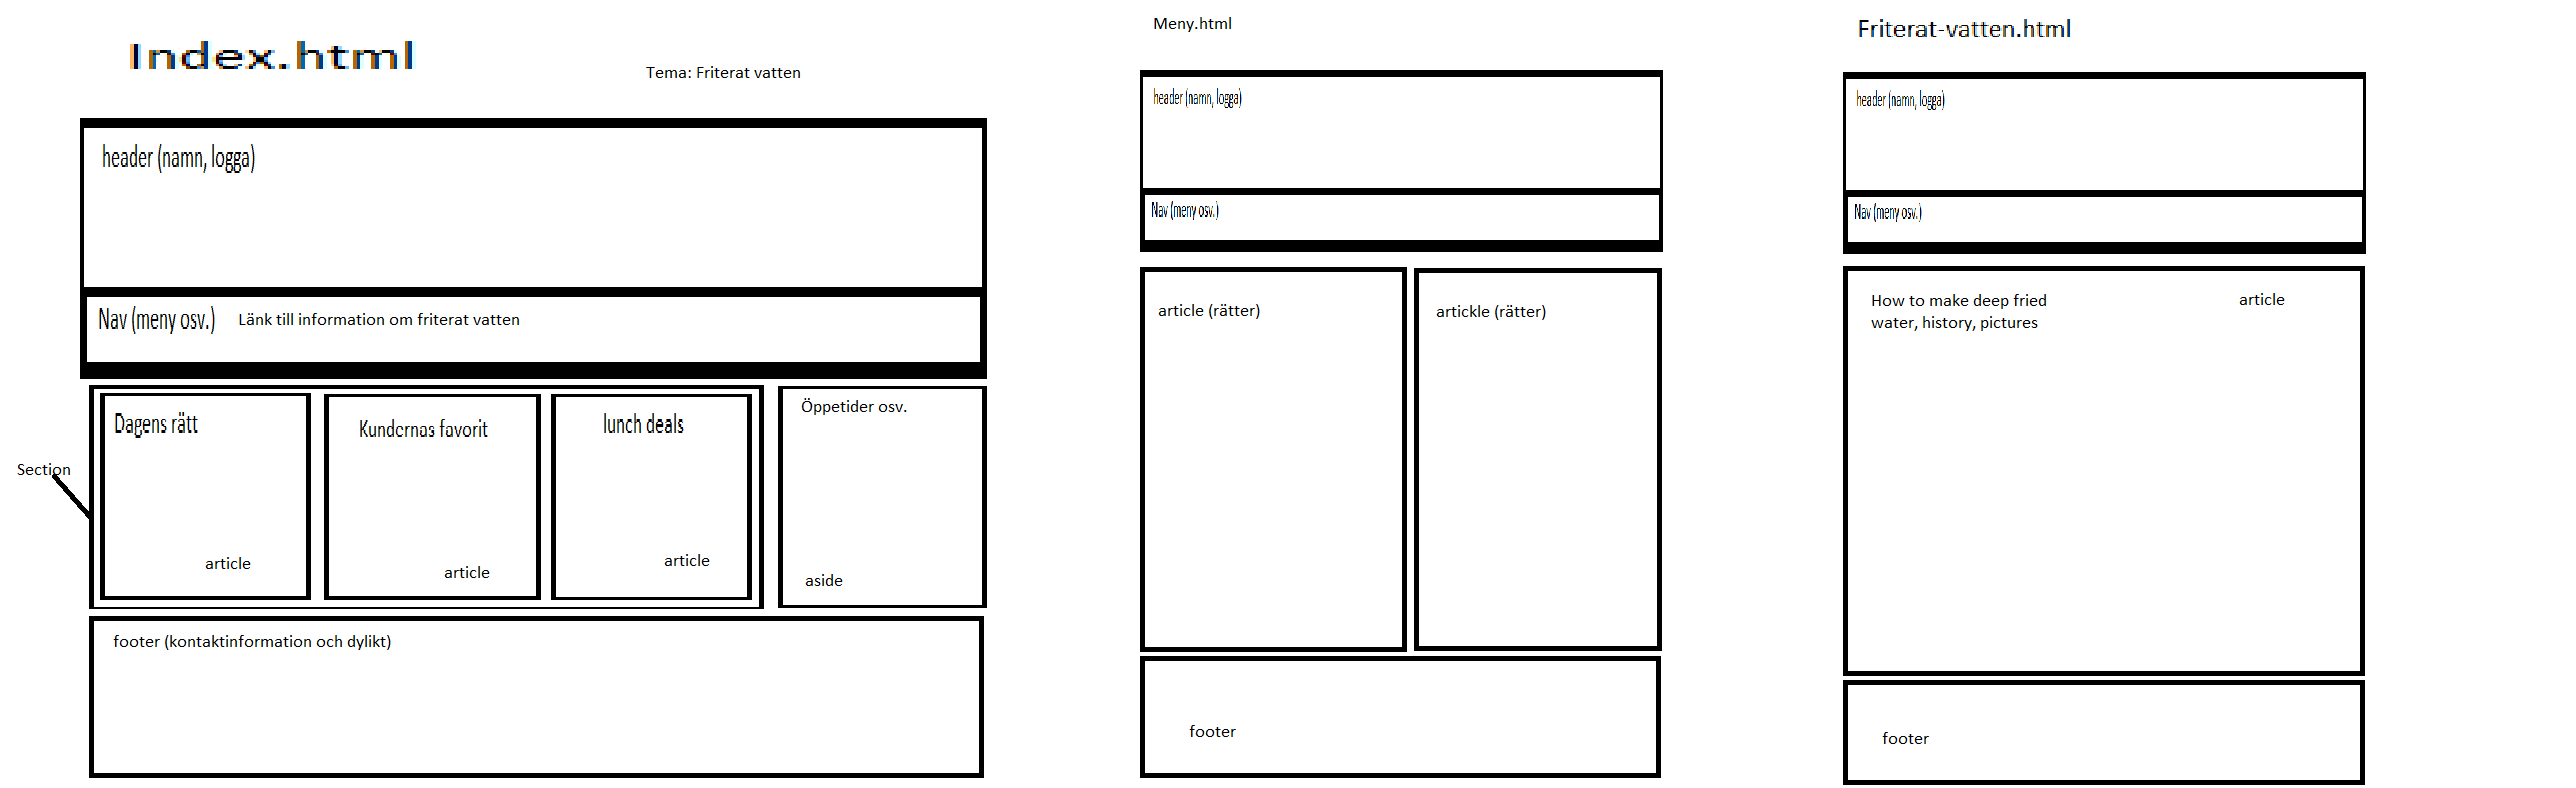 Index.html
Tema: Friterat vatten
header (namn, logga)
Nav (meny osv.)
Länk till information om friterat vatten
Section
Dagens rätt
article
Kundernas favorit
article
lunch deals
article
Öppetider osv.
aside
footer (kontaktinformation och dylikt)
Meny.html
header (namn, logga)
Nav (meny osv.)
article (rätter)
artickle (rätter)
footer
Friterat-vatten.html
header (namn, logga)
Nav (meny osv.)
How to make deep fried
water, history, pictures
article
footer